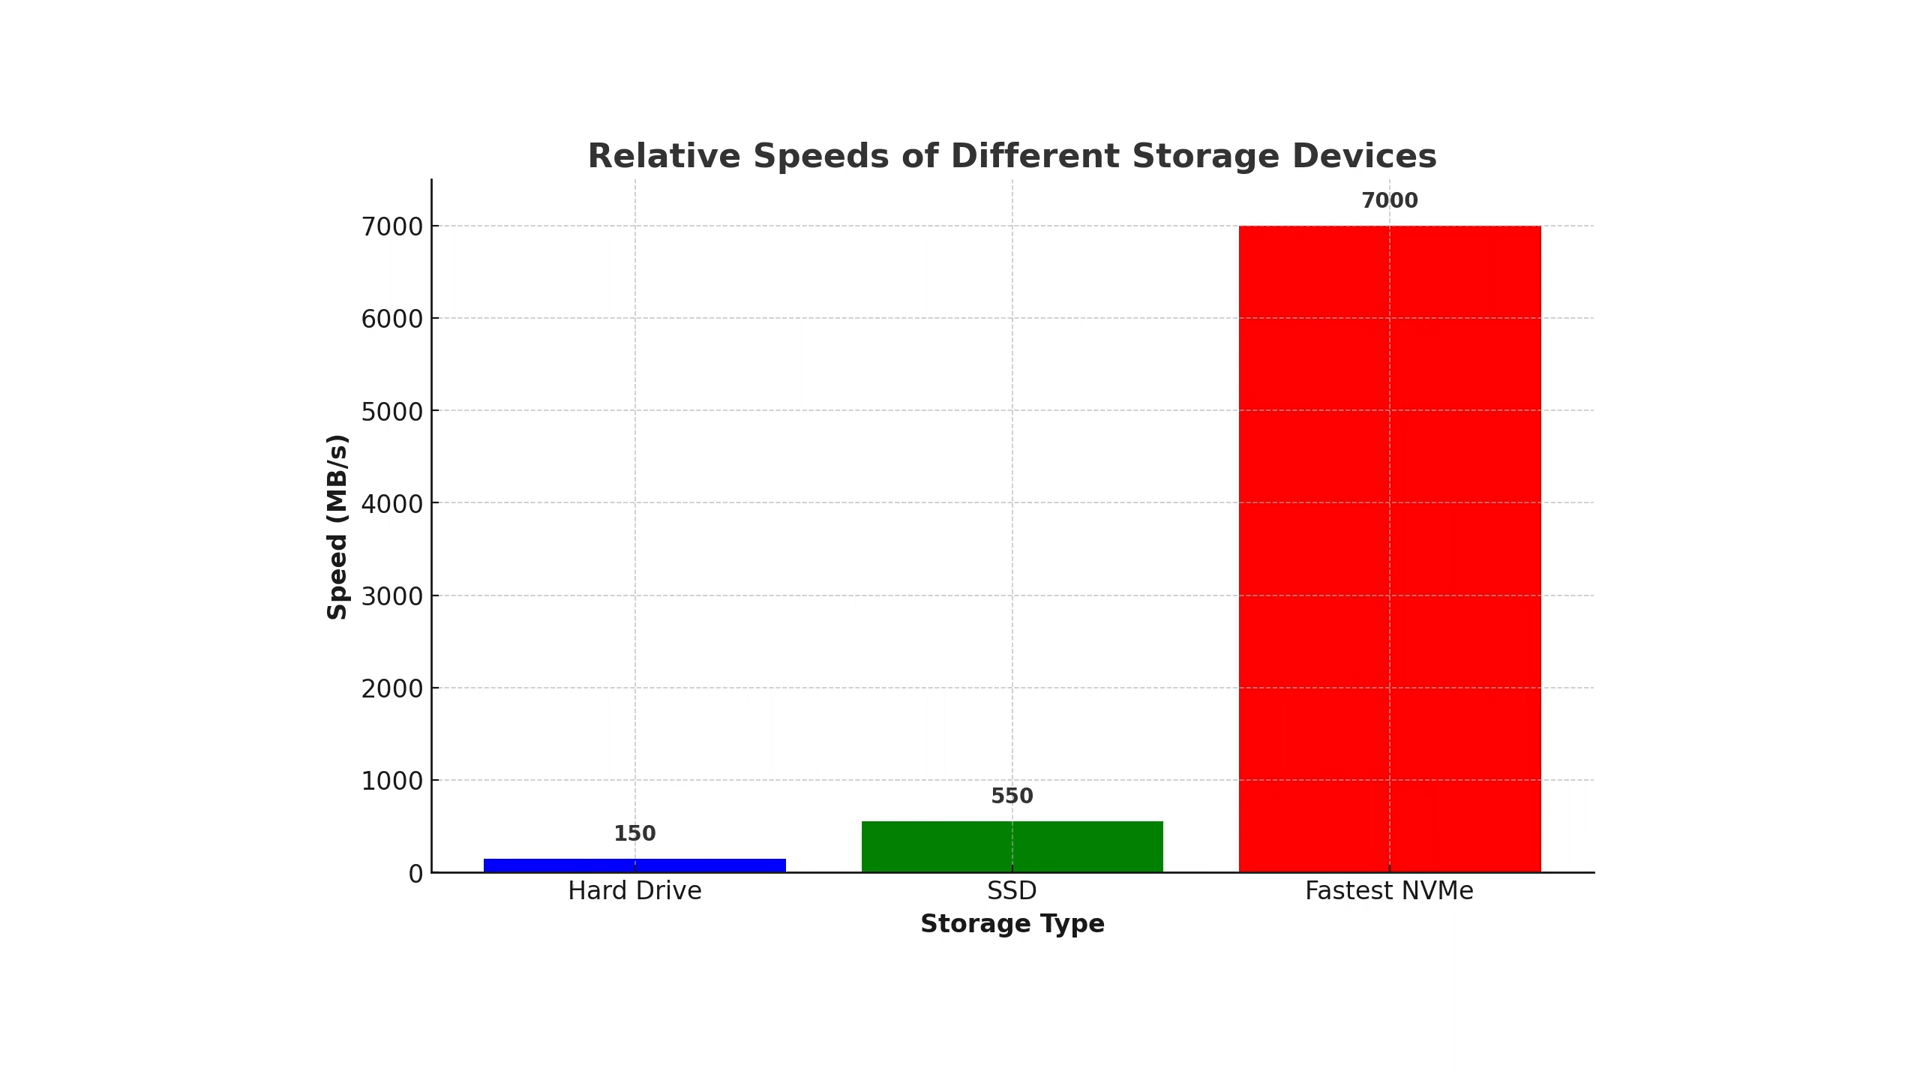 Relative Speeds of Different Storage Devices
7000
7000
6000
5000
4000
3000
2000
1000
0
Speed (MB/s)
550
150
Hard Drive
SSD
Fastest NVMe
Storage Type